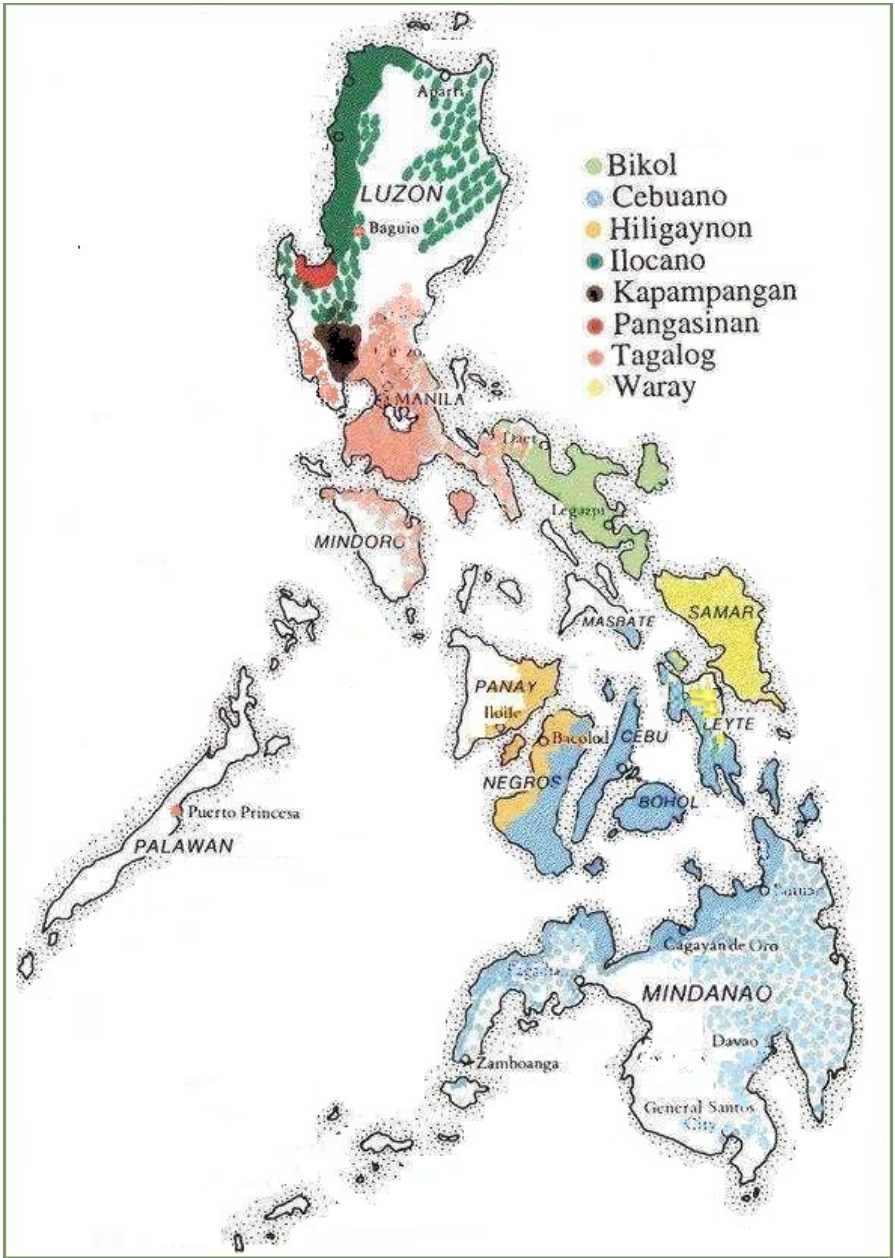 Aparri
LUZON
Baguio
Bikol
Cebuano
Hiligaynon
Ilocano
Kapampangan
Pangasinan
Tagalog
Waray
MANILA
Daet
Legazpi
MINDORO
MASBATE
SAMAR
PANAY
Iloilo
Bacolod
CEBU
LEYTE
NEGROS
BOHOL
Puerto Princesa
PALAWAN
Cagayan de Oro
MINDANAO
Davao
Zamboanga
General Santos
City